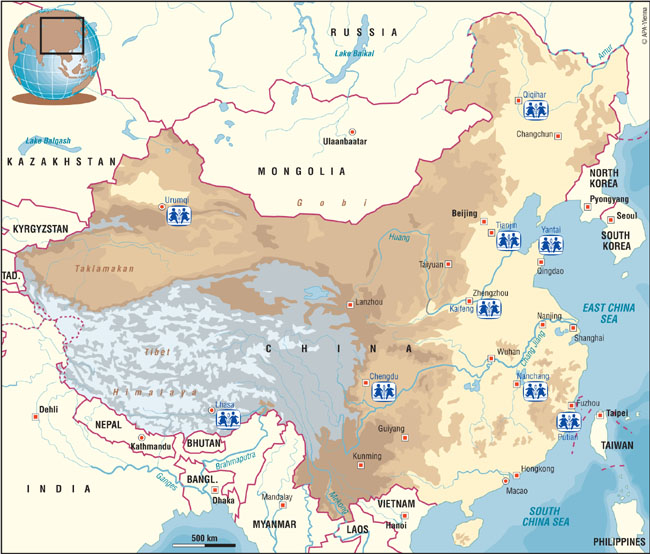 © APA Vienna
RUSSIA
Lake Baikal
Amur
Qiqihar
Changchun
Ulaanbaatar
Lake Balqash
KAZAKHSTAN
MONGOLIA
Gobi
NORTH
KOREA
Pyongyang
Seoul
SOUTH
KOREA
Urumqi
KYRGYZSTAN
TAD.
Taklamakan
Beijing
Tianjin
Yantai
Huang
Taiyuan
Qingdao
Lanzhou
Zhengzhou
Kaifeng
EAST CHINA
SEA
Nanjing
Shanghai
Tibet
CHINA
Wuhan
Chang Jiang
Himalaya
Chengdu
Nanchang
Lhasa
Fuzhou
Putian
Taipei
TAIWAN
Dehli
NEPAL
Kathmandu
BHUTAN
Guiyang
Kunming
Brahmaputra
Ganges
BANGL.
Dhaka
INDIA
Mandalay
MYANMAR
Mekong
Hongkong
Macao
VIETNAM
Hanoi
LAOS
SOUTH
CHINA SEA
PHILIPPINES
500 km